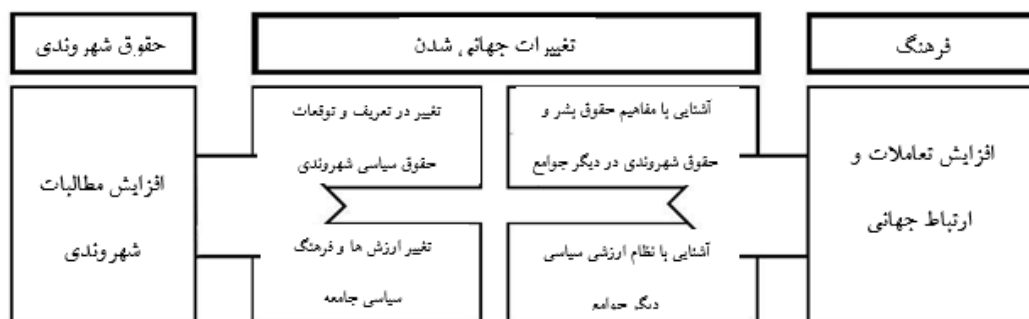 فرهنگ
تغییرات جهانی شدن
حقوق شهروندی
افزایش تعاملات و
ارتباط جهانی
آشنایی با مفاهیم حقوق بشر و
حقوق شهروندی در دیگر جوامع
آشنایی با نظام ارزشی سیاسی
دیگر جوامع
تغییر در تعریف و توقعات
حقوق سیاسی شهروندی
تغییر ارزش ها و فرهنگ
سیاسی جامعه
افزایش مطالبات
شهروندی